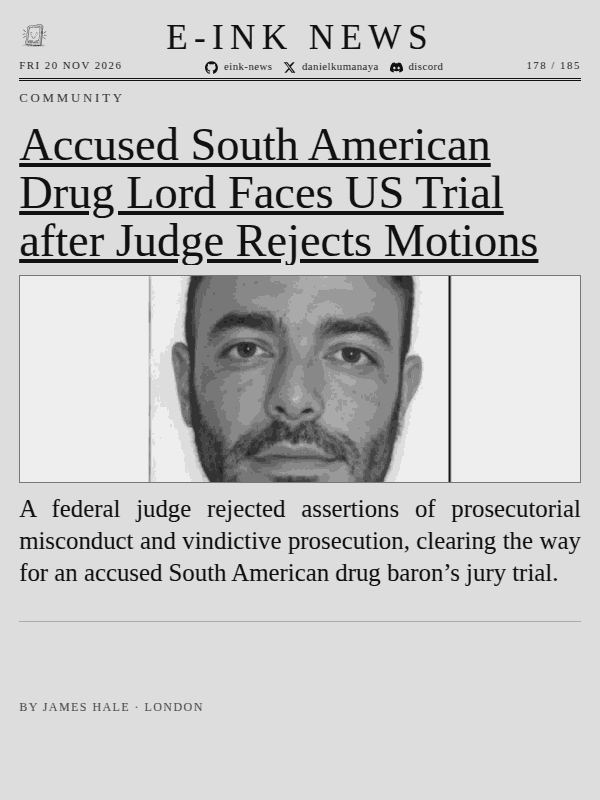 E-INK NEWS
FRI 20 NOV 2026
eink-news danielkumanaya discord
178 / 185
COMMUNITY
Accused South American
Drug Lord Faces US Trial
after Judge Rejects Motions
A federal judge rejected assertions of prosecutorial
misconduct and vindictive prosecution, clearing the way
for an accused South American drug baron’s jury trial.
BY JAMES HALE · LONDON